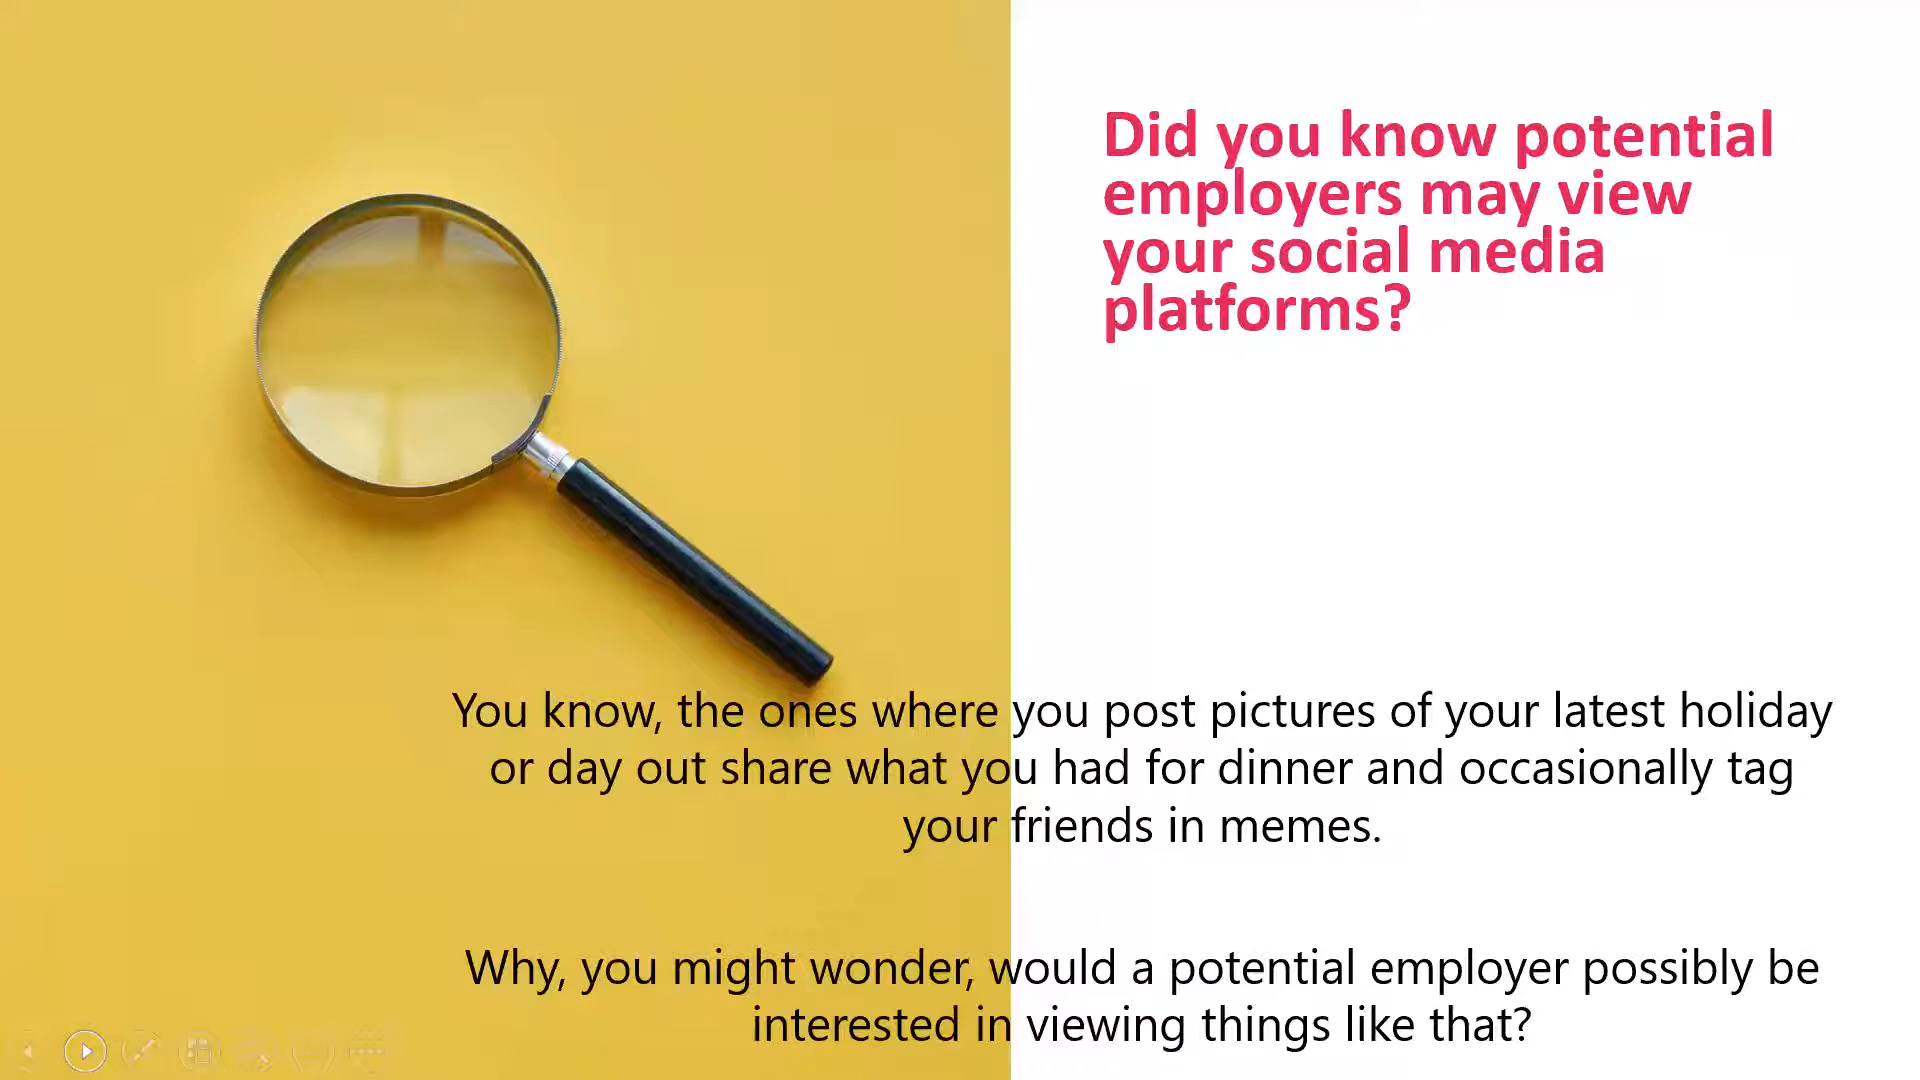 Did you know potential
employers may view
your social media
platforms?
You know, the ones where you post pictures of your latest holiday
or day out share what you had for dinner and occasionally tag
your friends in memes.
Why, you might wonder, would a potential employer possibly be
interested in viewing things like that?